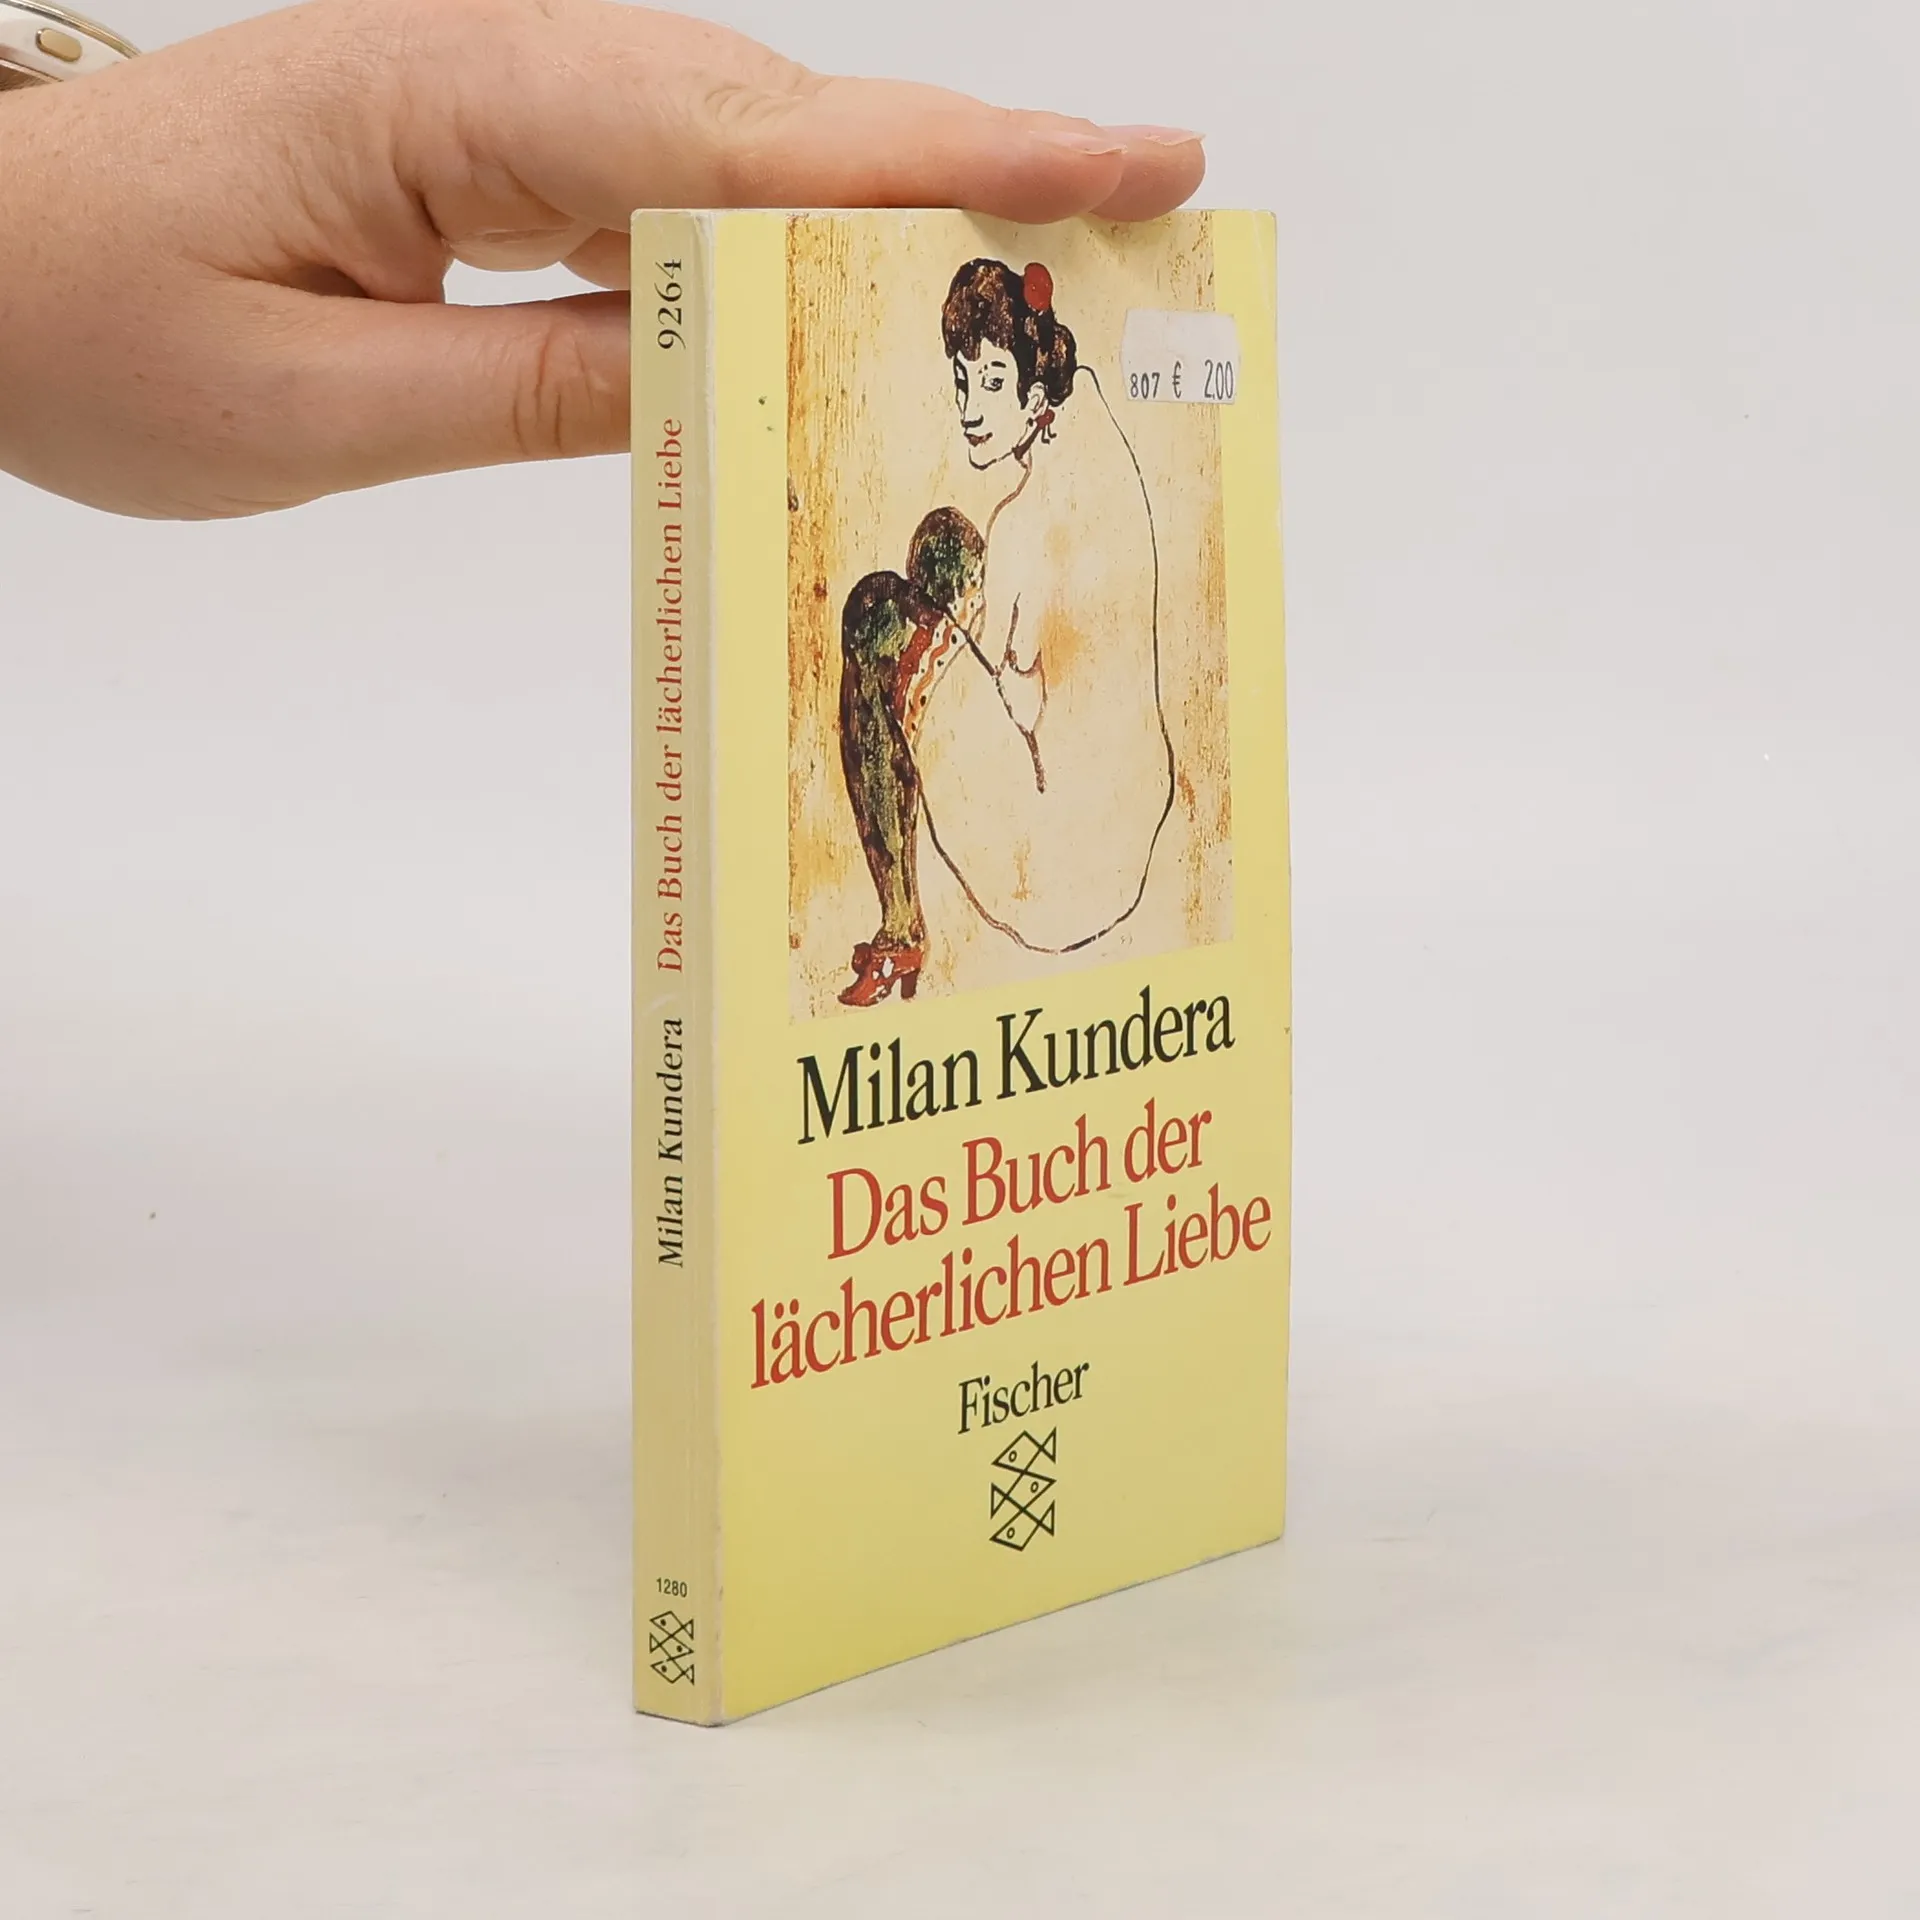 Milan Kundera Das Buch der lächerlichen Liebe 9264
1280
807 € 2,00
Milan Kundera
Das Buch der
lächerlichen Liebe
Fischer